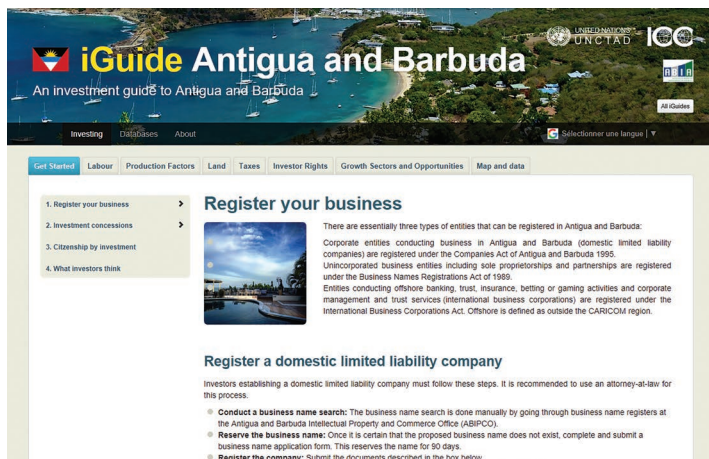 iGuide Antigua and Barbuda
An investment guide to Antigua and Barbuda
UNITED NATIONS
UNCTAD
ICC
ABIA
All iGuides
Investing Databases About
G Sélectionner une langue ▼
Get Started Labour Production Factors Land Taxes Investor Rights Growth Sectors and Opportunities Map and data
1. Register your business
2. Investment concessions
3. Citizenship by investment
4. What investors think
Register your business
There are essentially three types of entities that can be registered in Antigua and Barbuda:
Corporate entities conducting business in Antigua and Barbuda (domestic limited liability
companies) are registered under the Companies Act of Antigua and Barbuda 1995.
Unincorporated business entities including sole proprietorships and partnerships are registered
under the Business Names Registrations Act of 1989.
Entities conducting offshore banking, trust, insurance, betting or gaming activities and corporate
management and trust services (international business corporations) are registered under the
International Business Corporations Act. Offshore is defined as outside the CARICOM region.
Register a domestic limited liability company
Investors establishing a domestic limited liability company must follow these steps. It is recommended to use an attorney-at-law for
this process.
Conduct a business name search: The business name search is done manually by going through business name registers at
the Antigua and Barbuda Intellectual Property and Commerce Office (ABIPCO).
Reserve the business name: Once it is certain that the proposed business name does not exist, complete and submit a
business name application form. This reserves the name for 90 days.
Register the company: Submit the documents described in the box below